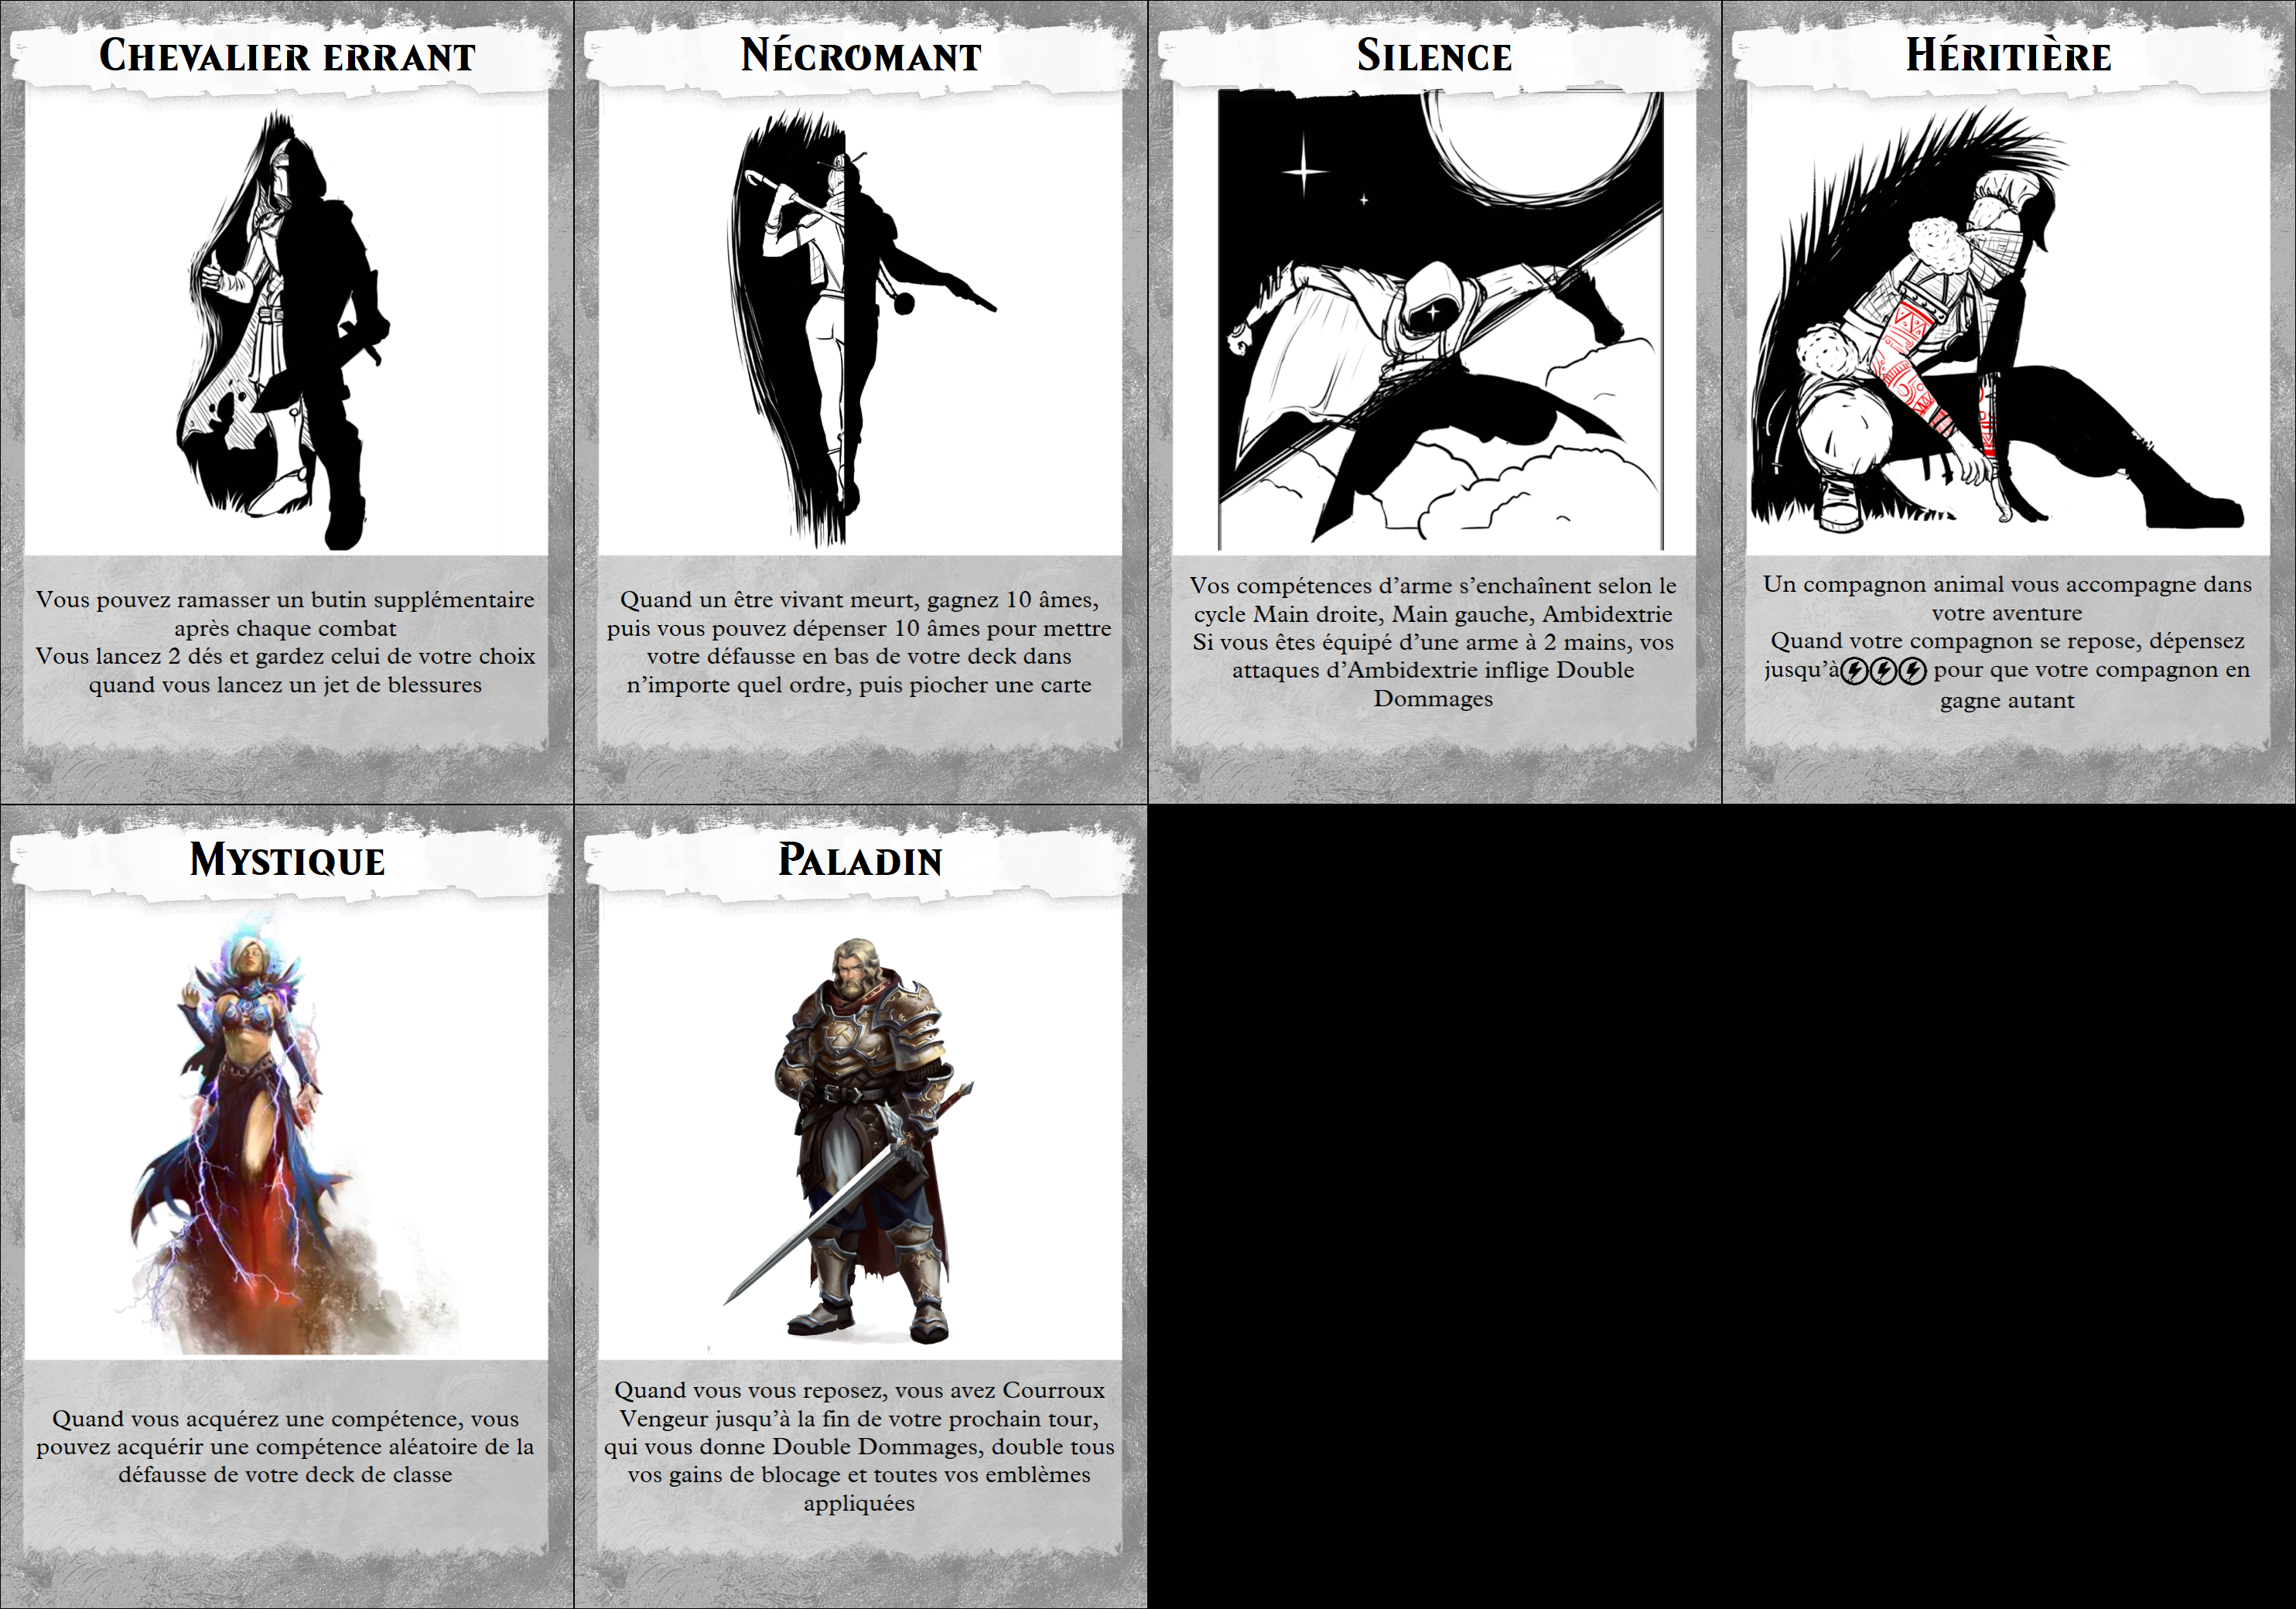 Chevalier errant
Vous pouvez ramasser un butin supplémentaire
après chaque combat
Vous lancez 2 dés et gardez celui de votre choix
quand vous lancez un jet de blessures
Nécromant
Quand un être vivant meurt, gagnez 10 âmes,
puis vous pouvez dépenser 10 âmes pour mettre
votre défausse en bas de votre deck dans
n’importe quel ordre, puis piocher une carte
Silence
Vos compétences d’arme s’enchaînent selon le
cycle Main droite, Main gauche, Ambidextrie
Si vous êtes équipé d’une arme à 2 mains, vos
attaques d’Ambidextrie inflige Double
Dommages
Héritière
Un compagnon animal vous accompagne dans
votre aventure
Quand votre compagnon se repose, dépensez
jusqu’à pour que votre compagnon en
gagne autant
Mystique
Quand vous acquérez une compétence, vous
pouvez acquérir une compétence aléatoire de la
défausse de votre deck de classe
Paladin
Quand vous vous reposez, vous avez Courroux
Vengeur jusqu’à la fin de votre prochain tour,
qui vous donne Double Dommages, double tous
vos gains de blocage et toutes vos emblèmes
appliquées